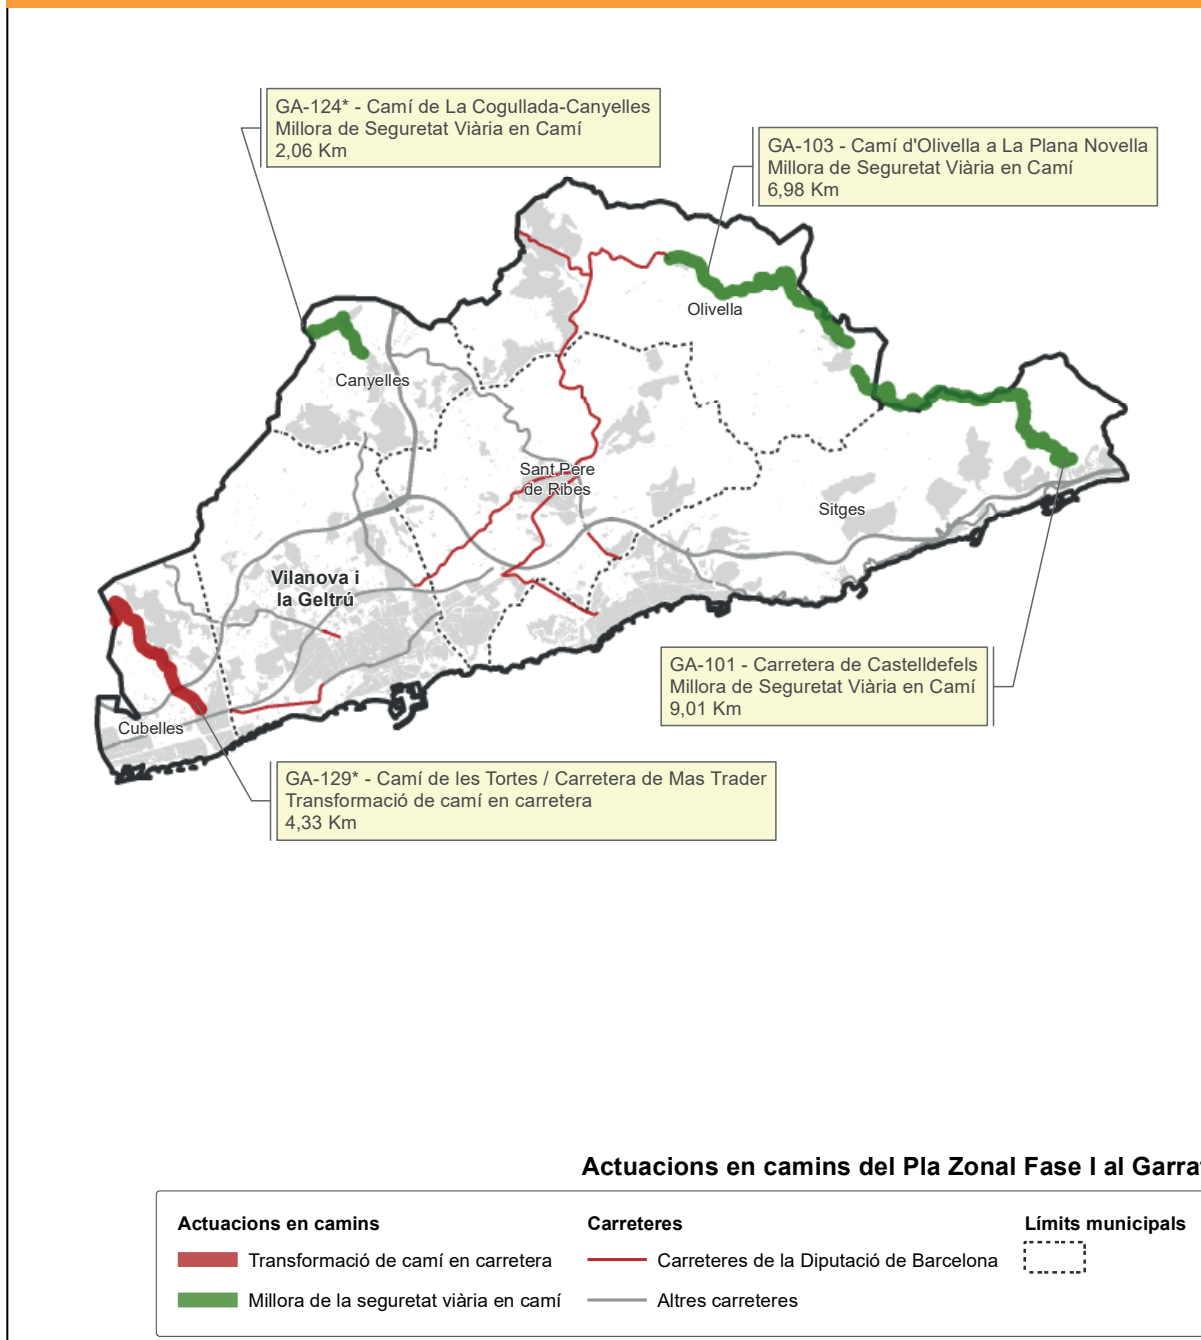 GA-124* - Camí de La Cogullada-Canyelles
Millora de Seguretat Viària en Camí
2,06 Km
GA-103 - Camí d'Olivella a La Plana Novella
Millora de Seguretat Viària en Camí
6,98 Km
Olivella
Canyelles
Sant Pere
de Ribes
Sitges
Vilanova i
la Geltrú
Cubelles
GA-101 - Carretera de Castelldefels
Millora de Seguretat Viària en Camí
9,01 Km
GA-129* - Camí de les Tortes / Carretera de Mas Trader
Transformació de camí en carretera
4,33 Km
Actuacions en camins del Pla Zonal Fase I al Garraf
Actuacions en camins
Carreteres
Límits municipals
Transformació de camí en carretera
Carreteres de la Diputació de Barcelona
Millora de la seguretat viària en camí
Altres carreteres